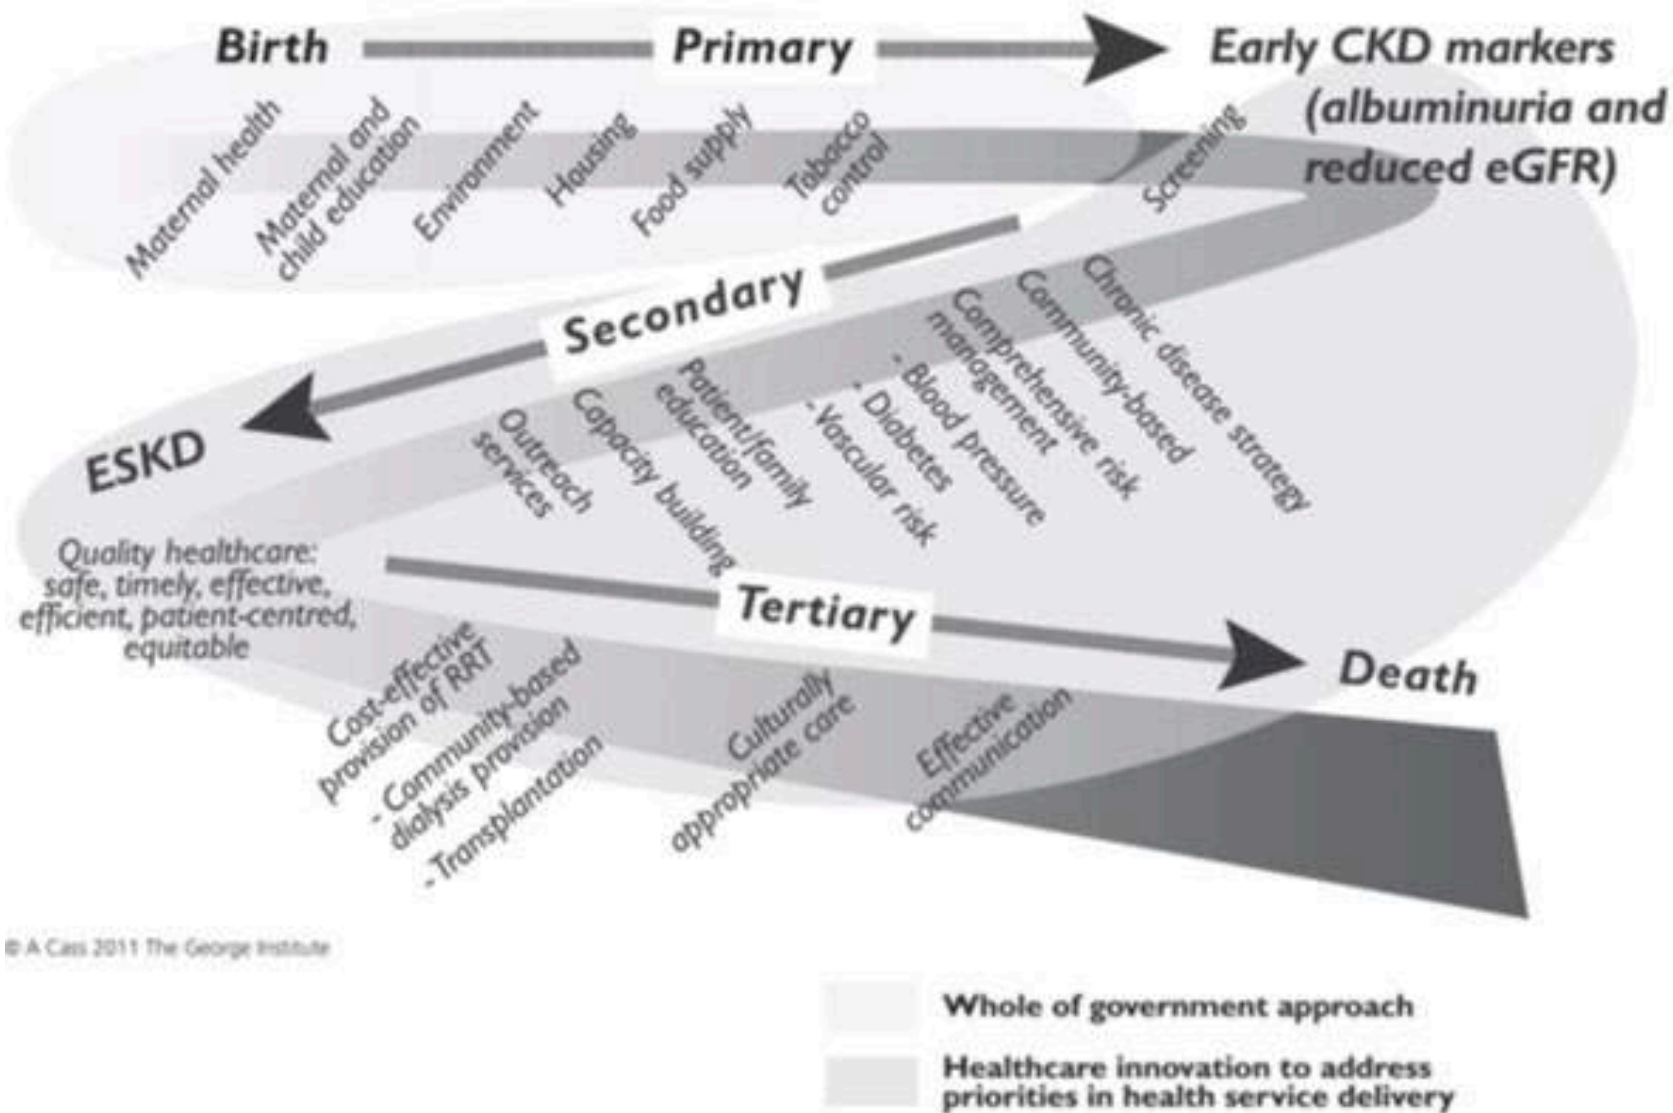 Birth
Primary
Early CKD markers
(albuminuria and
reduced eGFR)
Maternal health
Maternal and
child education
Environment
Housing
Food supply
Tobacco
control
Screening
Secondary
ESKD
Outreach
services
Capacity building
Patient/family
education
Comprehensive risk
management
- Blood pressure
- Diabetes
- Vascular risk
Community-based
Chronic disease strategy
Quality healthcare:
safe, timely, effective,
efficient, patient-centred,
equitable
Tertiary
Death
Cost-effective
provision of RRT
- Community-based
dialysis provision
- Transplantation
Culturally
appropriate care
Effective
communication
© A Cass 2011 The George Institute
Whole of government approach
Healthcare innovation to address
priorities in health service delivery